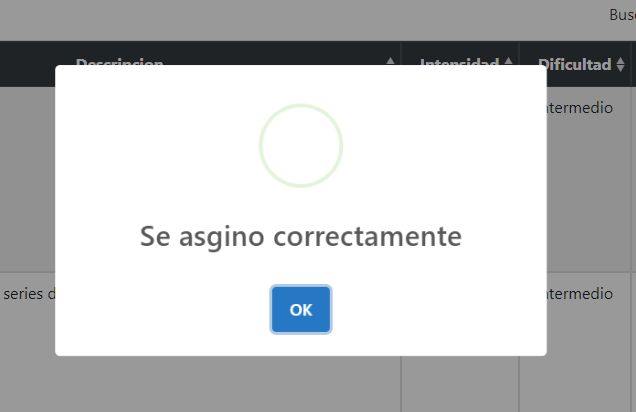 Busc
Descripcion Intensidad Dificultad
ntermedio
Se asgino correctamente
series d ntermedio
OK